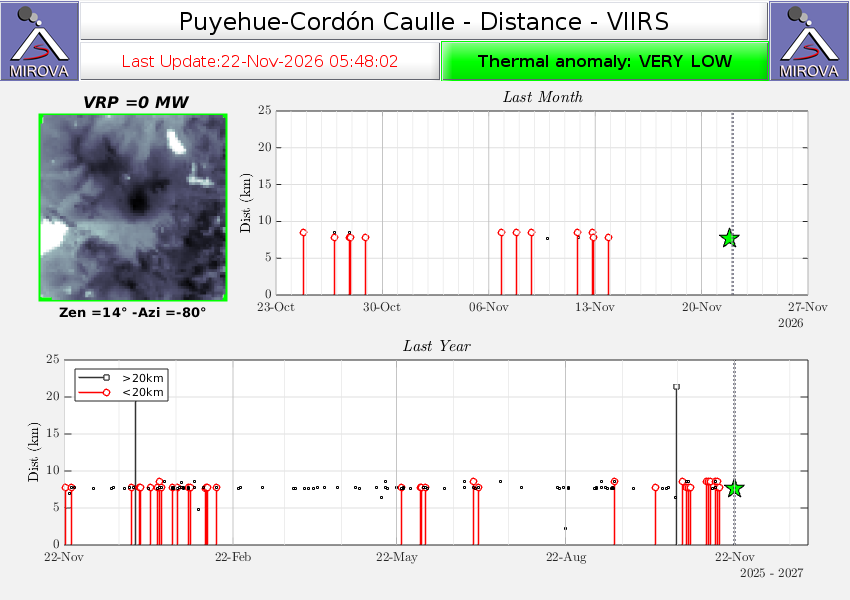 MIROVA
Puyehue-Cordón Caulle - Distance - VIIRS
MIROVA
Last Update:22-Nov-2026 05:48:02
Thermal anomaly: VERY LOW
VRP =0 MW
Zen =14° -Azi =-80°
Last Month
Dist (km)
25
20
15
10
5
0
23-Oct
30-Oct
06-Nov
13-Nov
20-Nov
27-Nov
2026
Last Year
Dist (km)
25
20
15
10
5
0
>20km
<20km
22-Nov
22-Feb
22-May
22-Aug
22-Nov
2025 - 2027